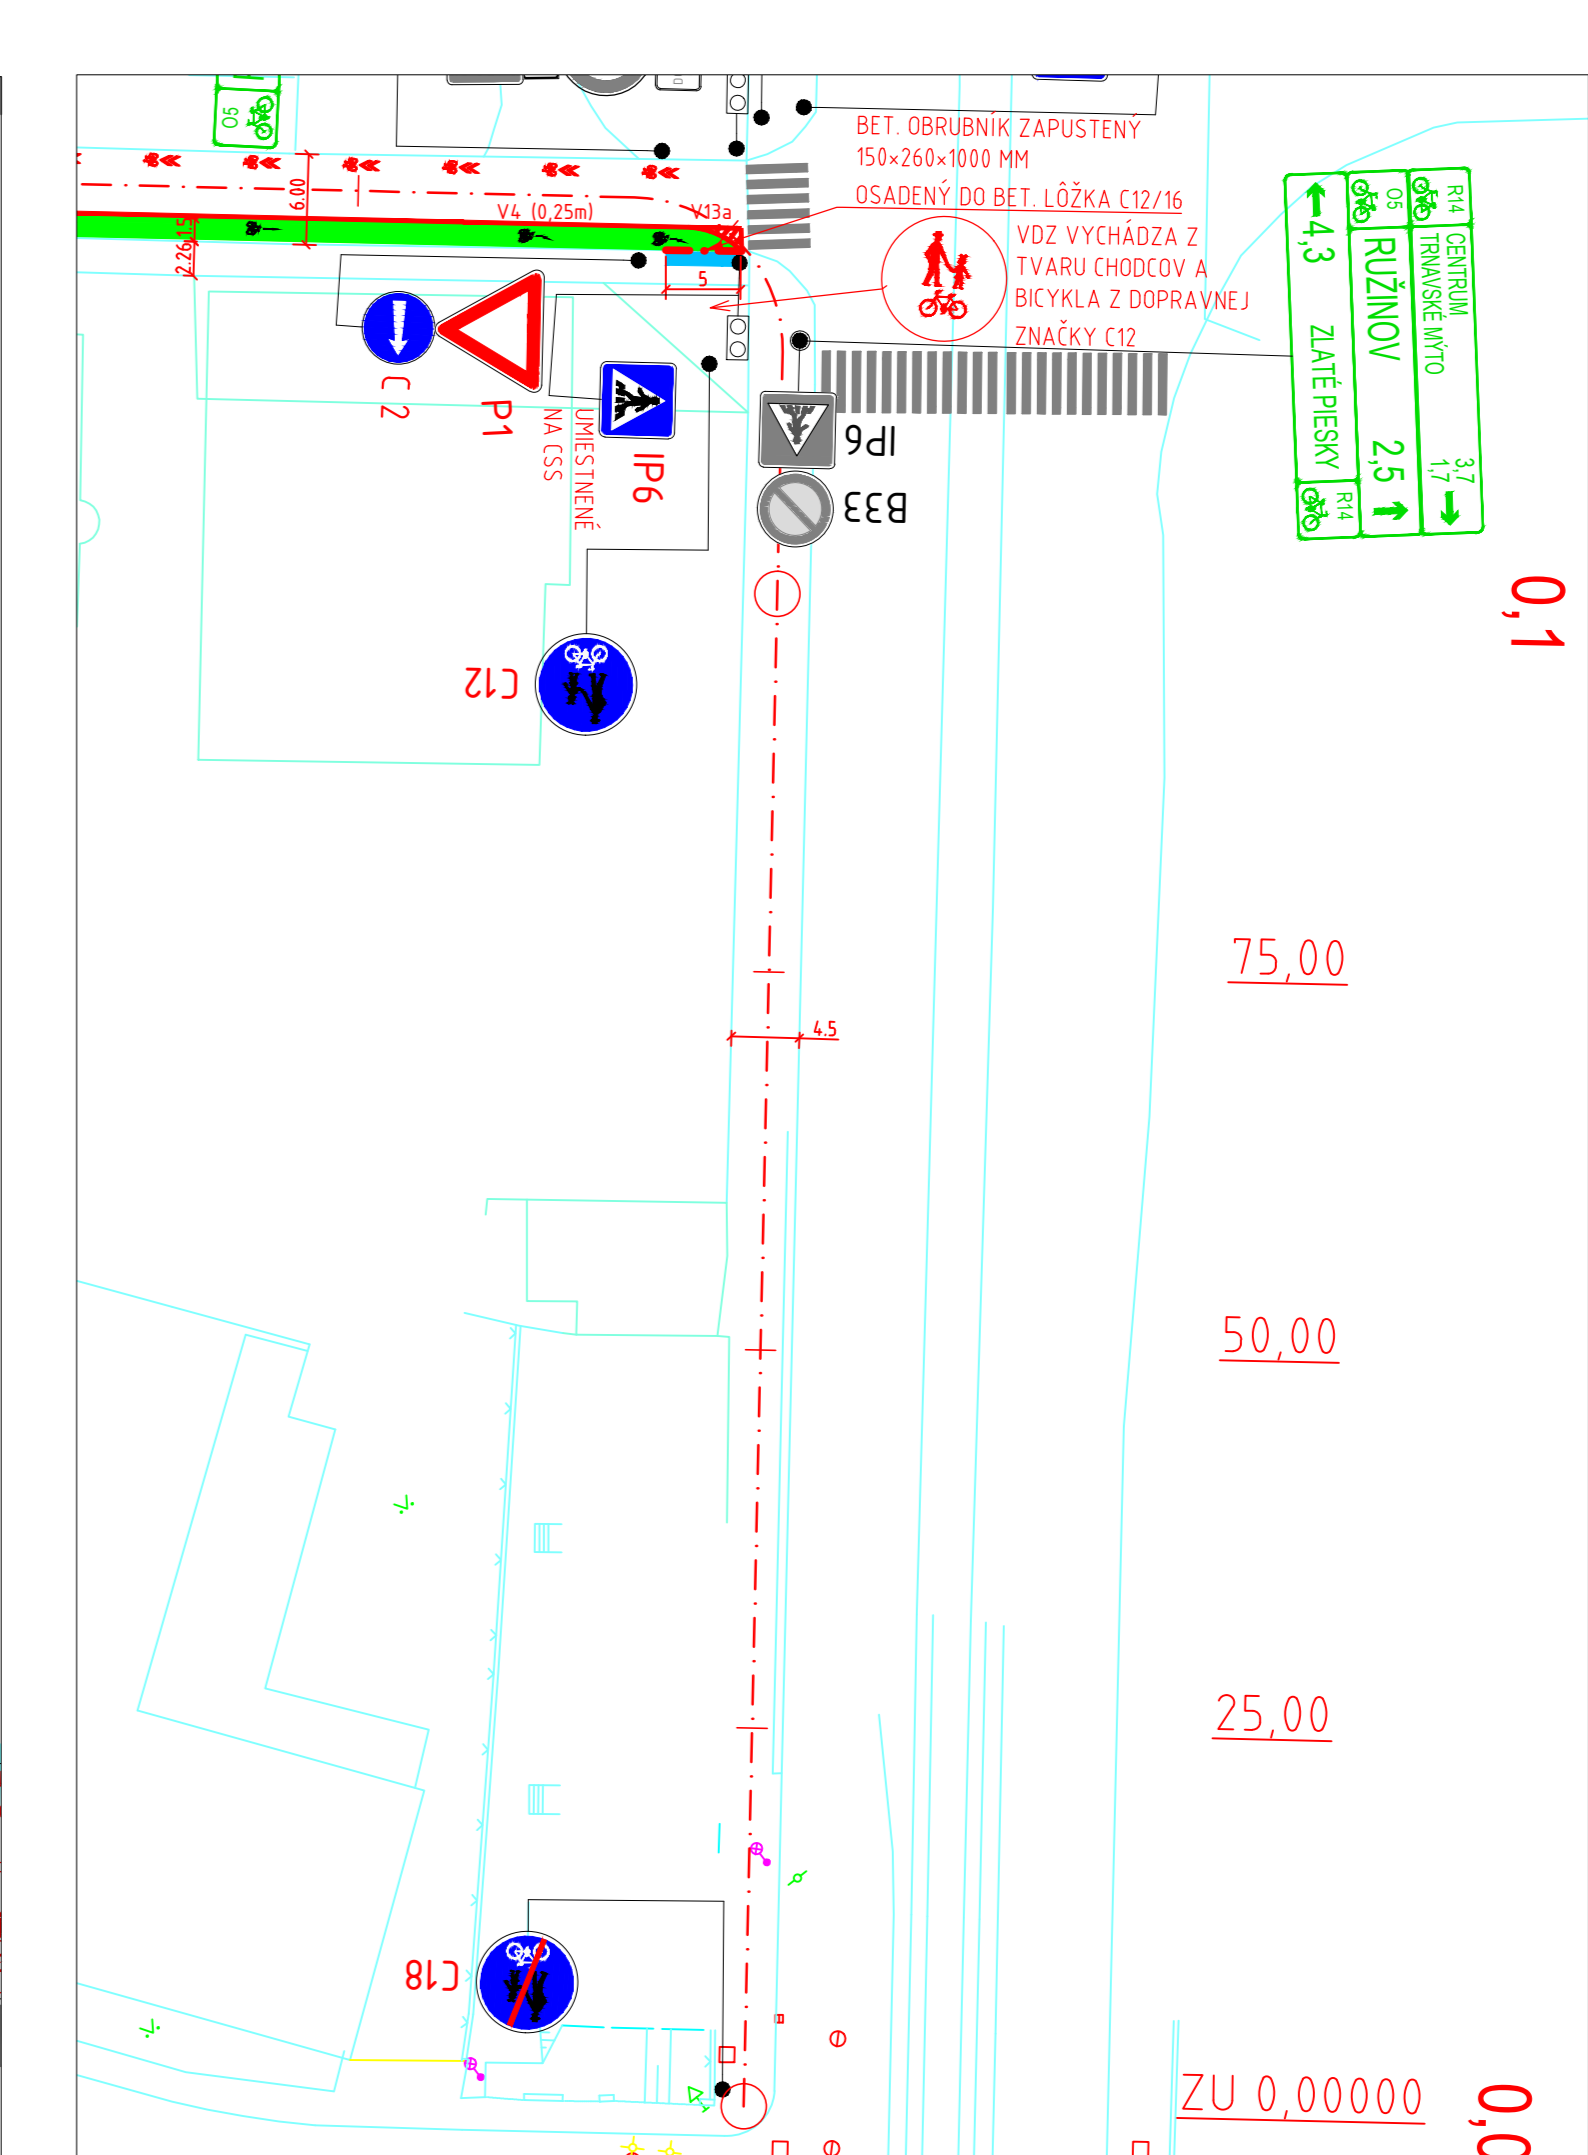 O5
BET. OBRUBNÍK ZAPUSTENÝ
150×260×1000 MM
OSADENÝ DO BET. LÔŽKA C12/16
6.00
V4 (0,25m)
V13a
2.26
1.5
5
VDZ VYCHÁDZA Z
TVARU CHODCOV A
BICYKLA Z DOPRAVNEJ
ZNAČKY C12
R14
CENTRUM
TRNAVSKÉ MÝTO
3,7
1,7
O5
RUŽINOV 2,5
4,3 ZLATÉ PIESKY
R14
C 2
P1
IP6
UMIESTNENÉ
NA CSS
IP6
B33
0,1
C12
75,00
4.5
50,00
25,00
C18
ZU 0,00000